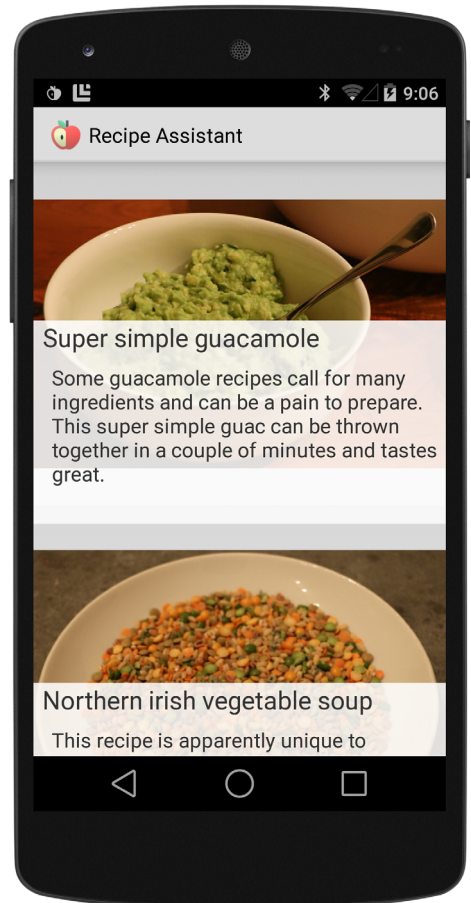 9:06
Recipe Assistant
Super simple guacamole
Some guacamole recipes call for many
ingredients and can be a pain to prepare.
This super simple guac can be thrown
together in a couple of minutes and tastes
great.
Northern irish vegetable soup
This recipe is apparently unique to